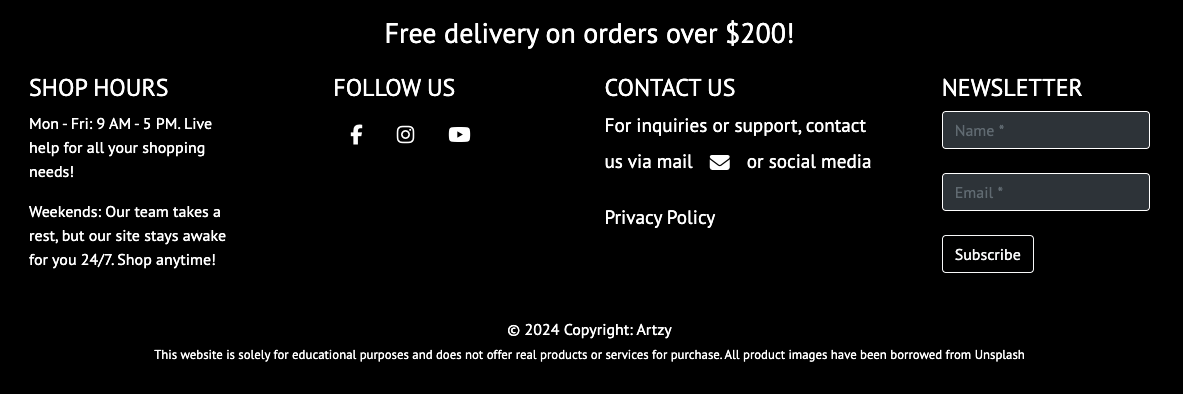 Free delivery on orders over $200!
SHOP HOURS
Mon - Fri: 9 AM - 5 PM. Live
help for all your shopping
needs!
Weekends: Our team takes a
rest, but our site stays awake
for you 24/7. Shop anytime!
FOLLOW US
CONTACT US
For inquiries or support, contact
us via mail or social media
Privacy Policy
NEWSLETTER
Name *
Email *
Subscribe
© 2024 Copyright: Artzy
This website is solely for educational purposes and does not offer real products or services for purchase. All product images have been borrowed from Unsplash